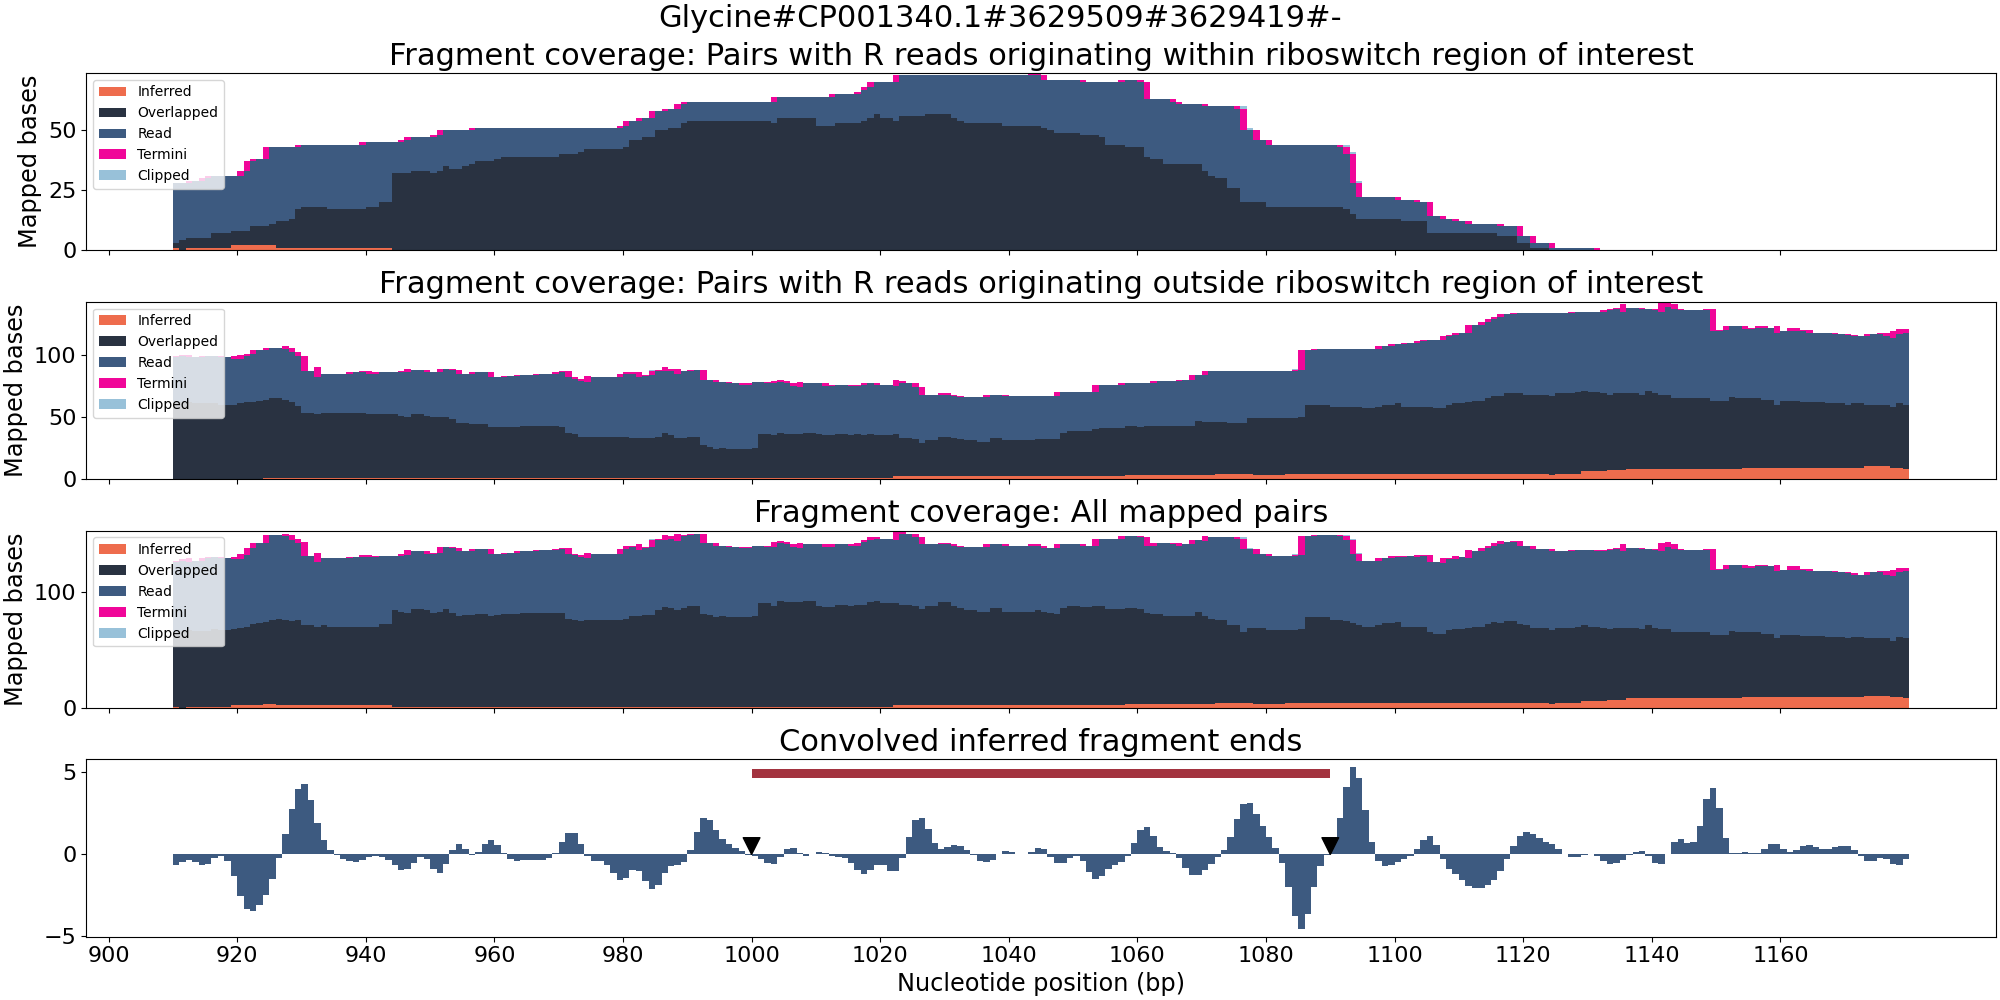 Glycine#CP001340.1#3629509#3629419#-
Fragment coverage: Pairs with R reads originating within riboswitch region of interest
Mapped bases
50
25
0
Inferred
Overlapped
Read
Termini
Clipped
Fragment coverage: Pairs with R reads originating outside riboswitch region of interest
Mapped bases
100
50
0
Inferred
Overlapped
Read
Termini
Clipped
Fragment coverage: All mapped pairs
Mapped bases
100
0
Inferred
Overlapped
Read
Termini
Clipped
Convolved inferred fragment ends
5
0
−5
900 920 940 960 980 1000 1020 1040 1060 1080 1100 1120 1140 1160
Nucleotide position (bp)